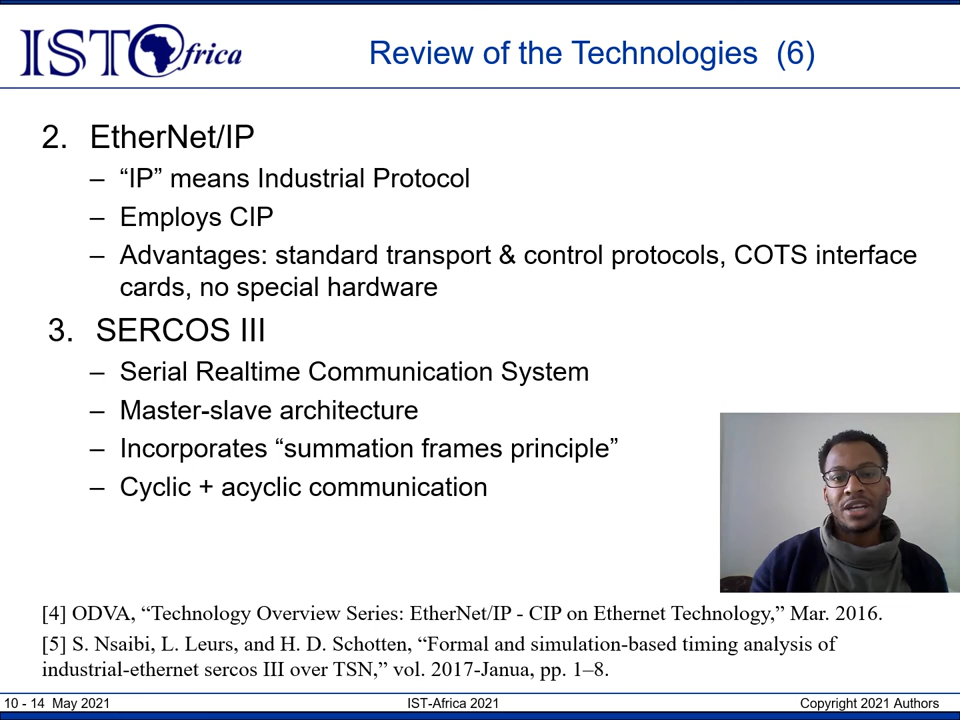 IST Africa
Review of the Technologies (6)
2. EtherNet/IP
– “IP” means Industrial Protocol
– Employs CIP
– Advantages: standard transport & control protocols, COTS interface
cards, no special hardware
3. SERCOS III
– Serial Realtime Communication System
– Master-slave architecture
– Incorporates “summation frames principle”
– Cyclic + acyclic communication
[4] ODVA, “Technology Overview Series: EtherNet/IP - CIP on Ethernet Technology,” Mar. 2016.
[5] S. Nsaibi, L. Leurs, and H. D. Schotten, “Formal and simulation-based timing analysis of
industrial-ethernet sercos III over TSN,” vol. 2017-Janua, pp. 1–8.
10 - 14 May 2021
IST-Africa 2021
Copyright 2021 Authors